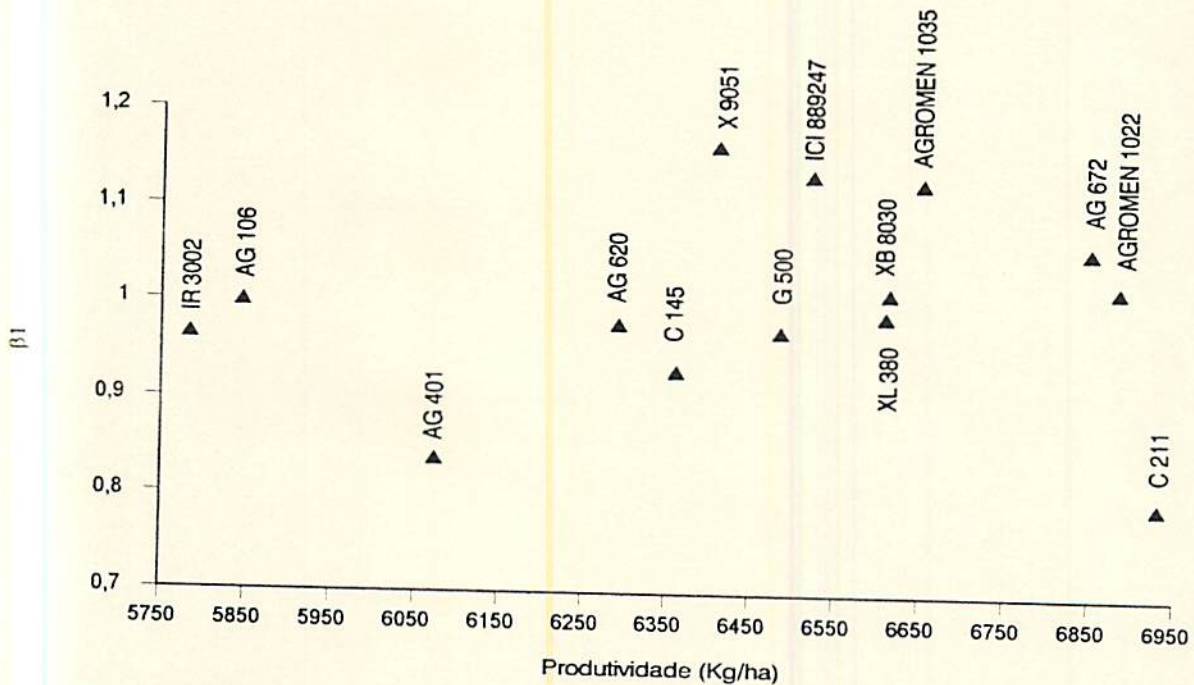 1,2
1,1
1
0,9
0,8
0,7
β1
IR 3002
AG 106
AG 401
AG 620
C 145
X 9051
G 500
ICI 889247
XL 380
XB 8030
AGROMEN 1035
AG 672
AGROMEN 1022
C 211
5750 5850 5950 6050 6150 6250 6350 6450 6550 6650 6750 6850 6950
Produtividade (Kg/ha)